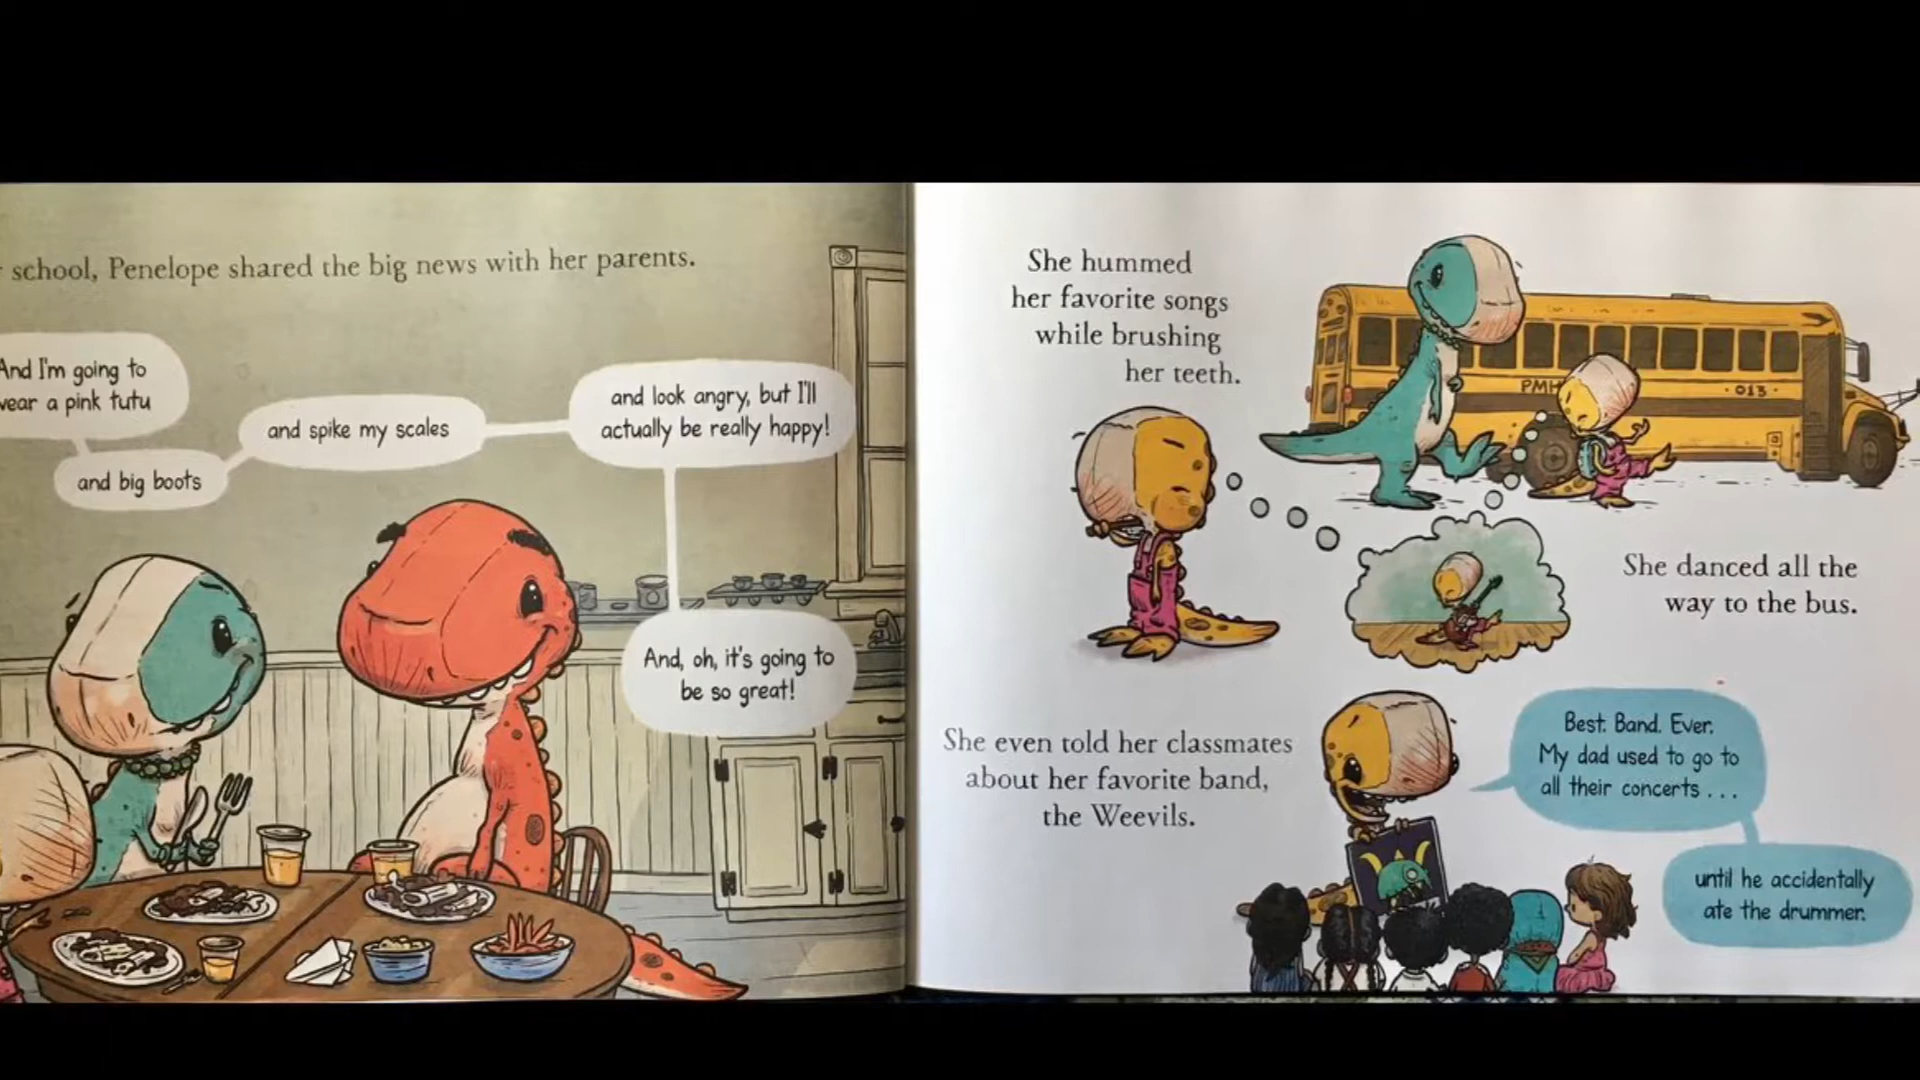 school, Penelope shared the big news with her parents.
And I'm going to
wear a pink tutu
and big boots
and spike my scales
and look angry, but I'll
actually be really happy!
And, oh, it's going to
be so great!
She hummed
her favorite songs
while brushing
her teeth.
PMH
· 013 ·
She danced all the
way to the bus.
She even told her classmates
about her favorite band,
the Weevils.
Best. Band. Ever.
My dad used to go to
all their concerts . . .
until he accidentally
ate the drummer.